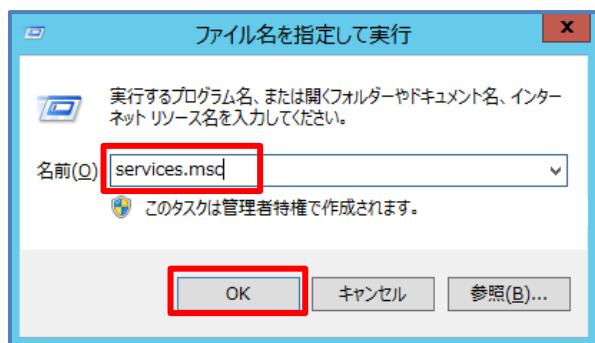 ファイル名を指定して実行
x
実行するプログラム名、または開くフォルダーやドキュメント名、インター
ネット リソース名を入力してください。
名前(O)
services.msc
このタスクは管理者特権で作成されます。
OK
キャンセル
参照(B)...